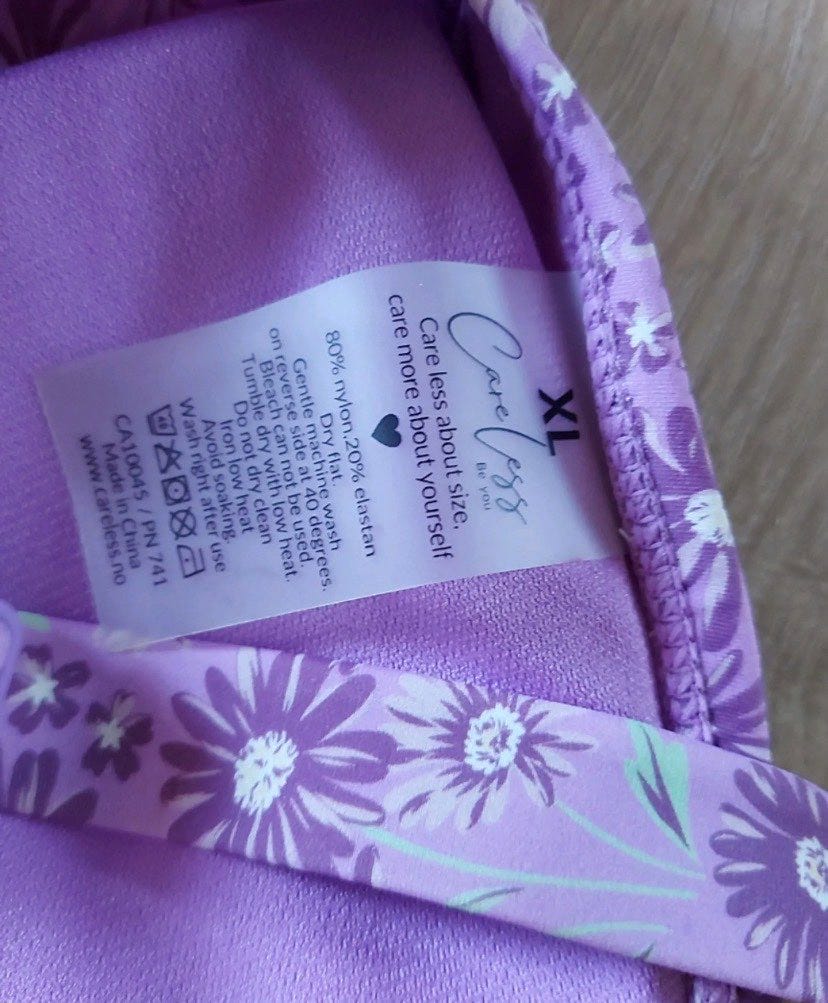 XL
Care less
Be you
Care less about size,
care more about yourself
80% nylon.20% elastan
Dry flat.
Gentle machine wash
on reverse side at 40 degrees.
Bleach can not be used.
Tumble dry with low heat.
Do not dry clean
Iron low heat
Avoid soaking.
Wash right after use
40
CA10045 / PN 741
Made in China
www.careless.no